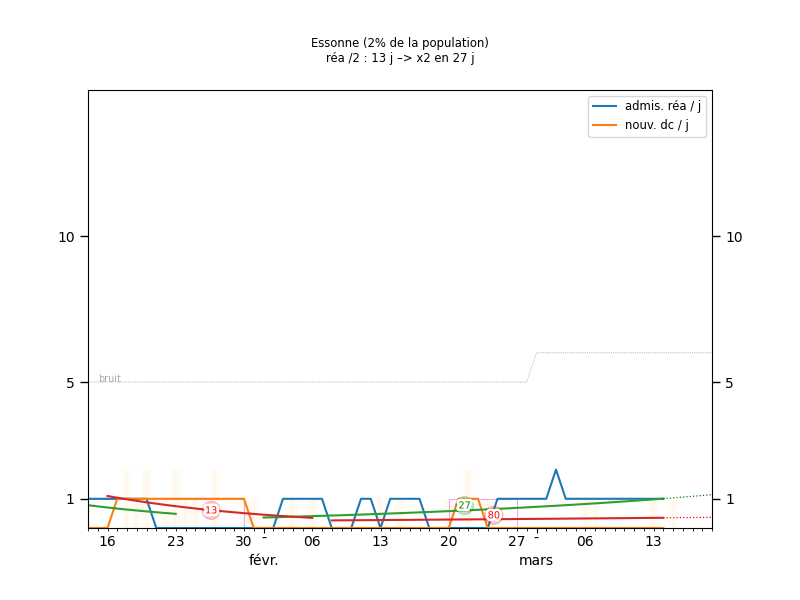 Essonne (2% de la population)
réa /2 : 13 j –> x2 en 27 j
admis. réa / j
nouv. dc / j
10
10
bruit
5
5
1
1
13
27
80
16
23
30
-
06
13
20
27
-
06
13
févr.
mars